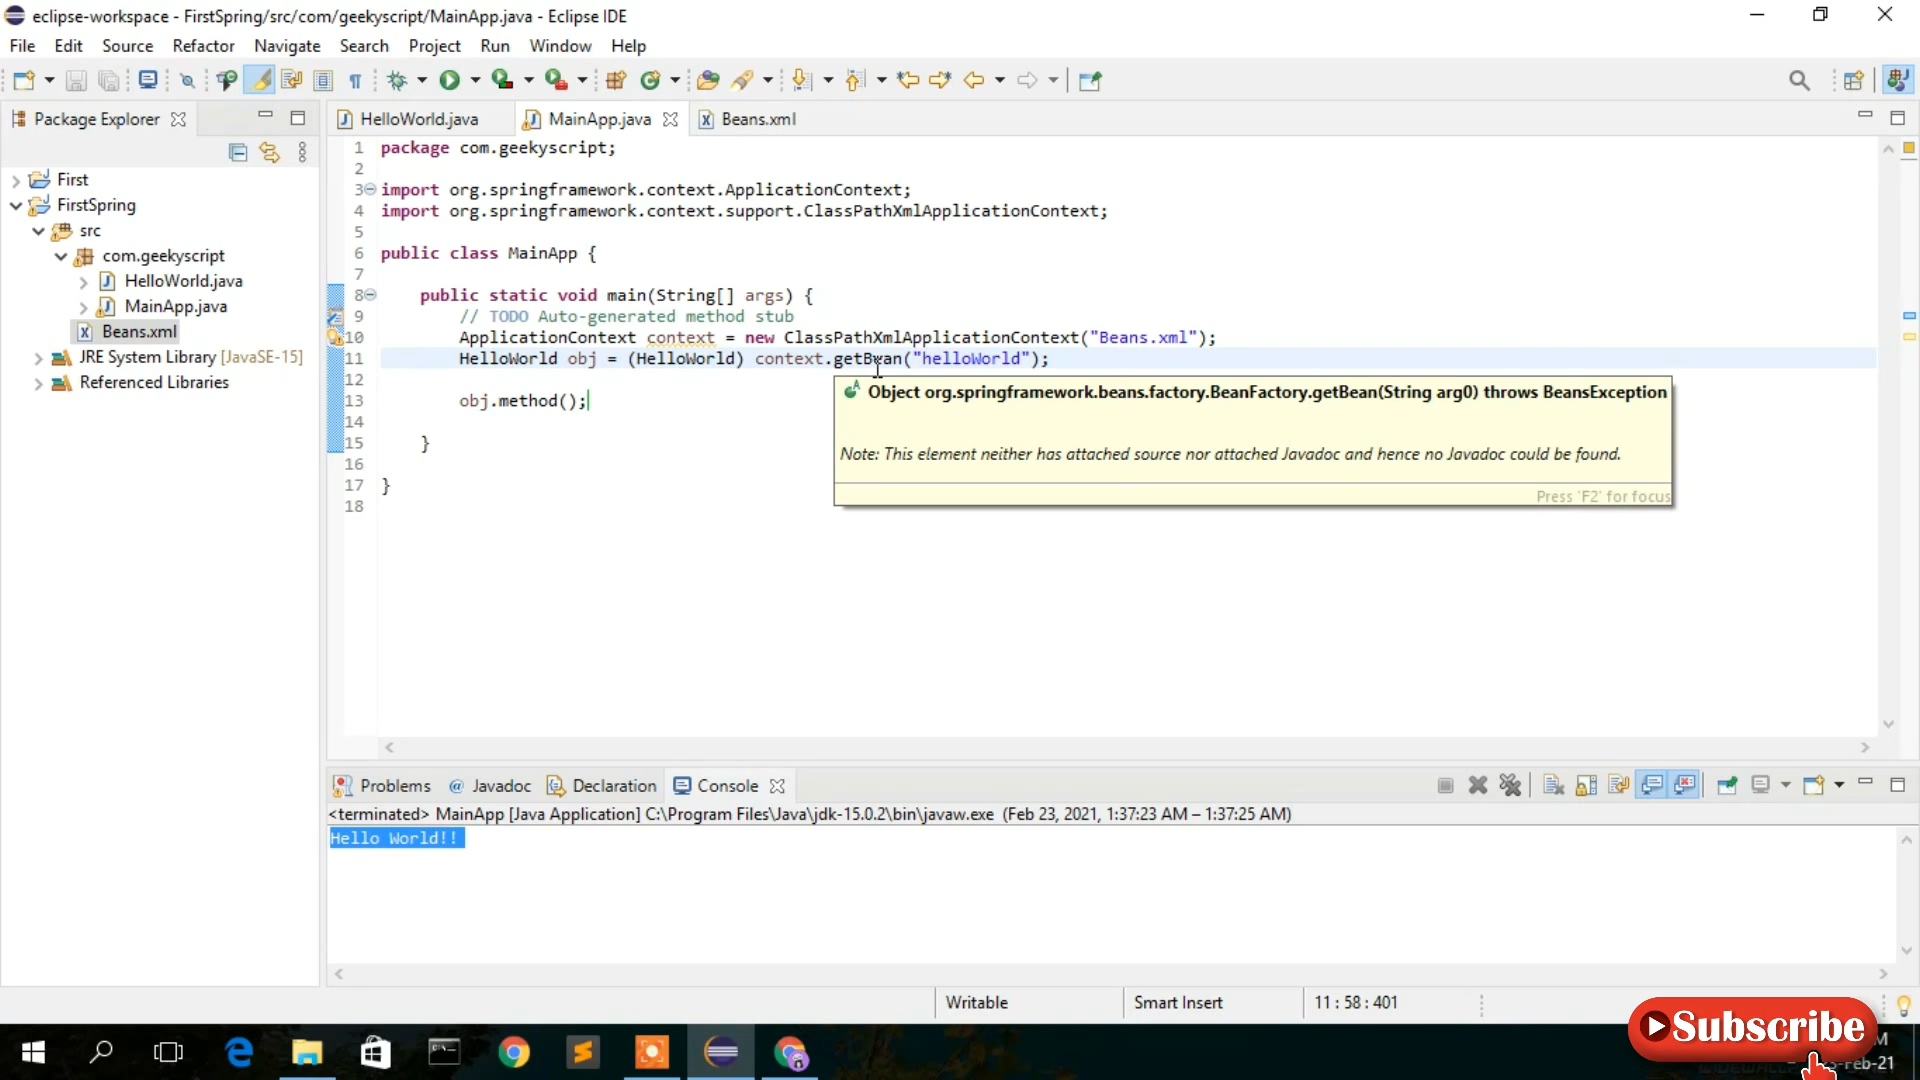 eclipse-workspace - FirstSpring/src/com/geekyscript/MainApp.java - Eclipse IDE
File Edit Source Refactor Navigate Search Project Run Window Help
Package Explorer
HelloWorld.java MainApp.java Beans.xml
First
FirstSpring
src
com.geekyscript
HelloWorld.java
MainApp.java
Beans.xml
JRE System Library [JavaSE-15]
Referenced Libraries
1 package com.geekyscript;
2
3 import org.springframework.context.ApplicationContext;
4 import org.springframework.context.support.ClassPathXmlApplicationContext;
5
6 public class MainApp {
7
8 public static void main(String[] args) {
9 // TODO Auto-generated method stub
10 ApplicationContext context = new ClassPathXmlApplicationContext("Beans.xml");
11 HelloWorld obj = (HelloWorld) context.getBean("helloWorld");
12
13 obj.method();
14
15 }
16
17 }
18
Object org.springframework.beans.factory.BeanFactory.getBean(String arg0) throws BeansException
Note: This element neither has attached source nor attached Javadoc and hence no Javadoc could be found.
Press 'F2' for focus
Problems @ Javadoc Declaration Console
<terminated> MainApp [Java Application] C:\Program Files\Java\jdk-15.0.2\bin\javaw.exe (Feb 23, 2021, 1:37:23 AM – 1:37:25 AM)
Hello World!!
Writable Smart Insert 11 : 58 : 401
Subscribe